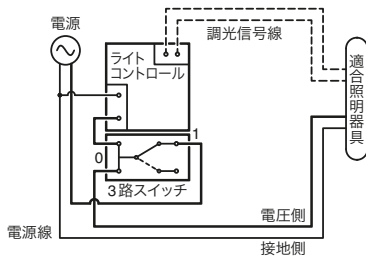 電源
ライト
コントロール
調光信号線
適合照明器具
1
0
3路スイッチ
電圧側
電源線
接地側